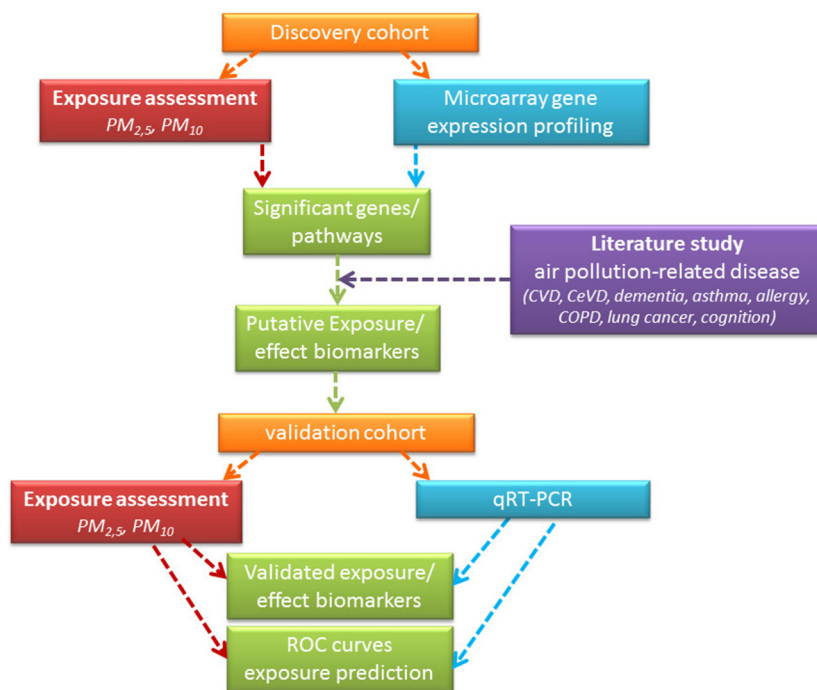 Discovery cohort
Exposure assessment
PM2,5, PM10
Microarray gene
expression profiling
Significant genes/
pathways
Literature study
air pollution-related disease
(CVD, CeVD, dementia, asthma, allergy,
COPD, lung cancer, cognition)
Putative Exposure/
effect biomarkers
validation cohort
Exposure assessment
PM2,5, PM10
qRT-PCR
Validated exposure/
effect biomarkers
ROC curves
exposure prediction